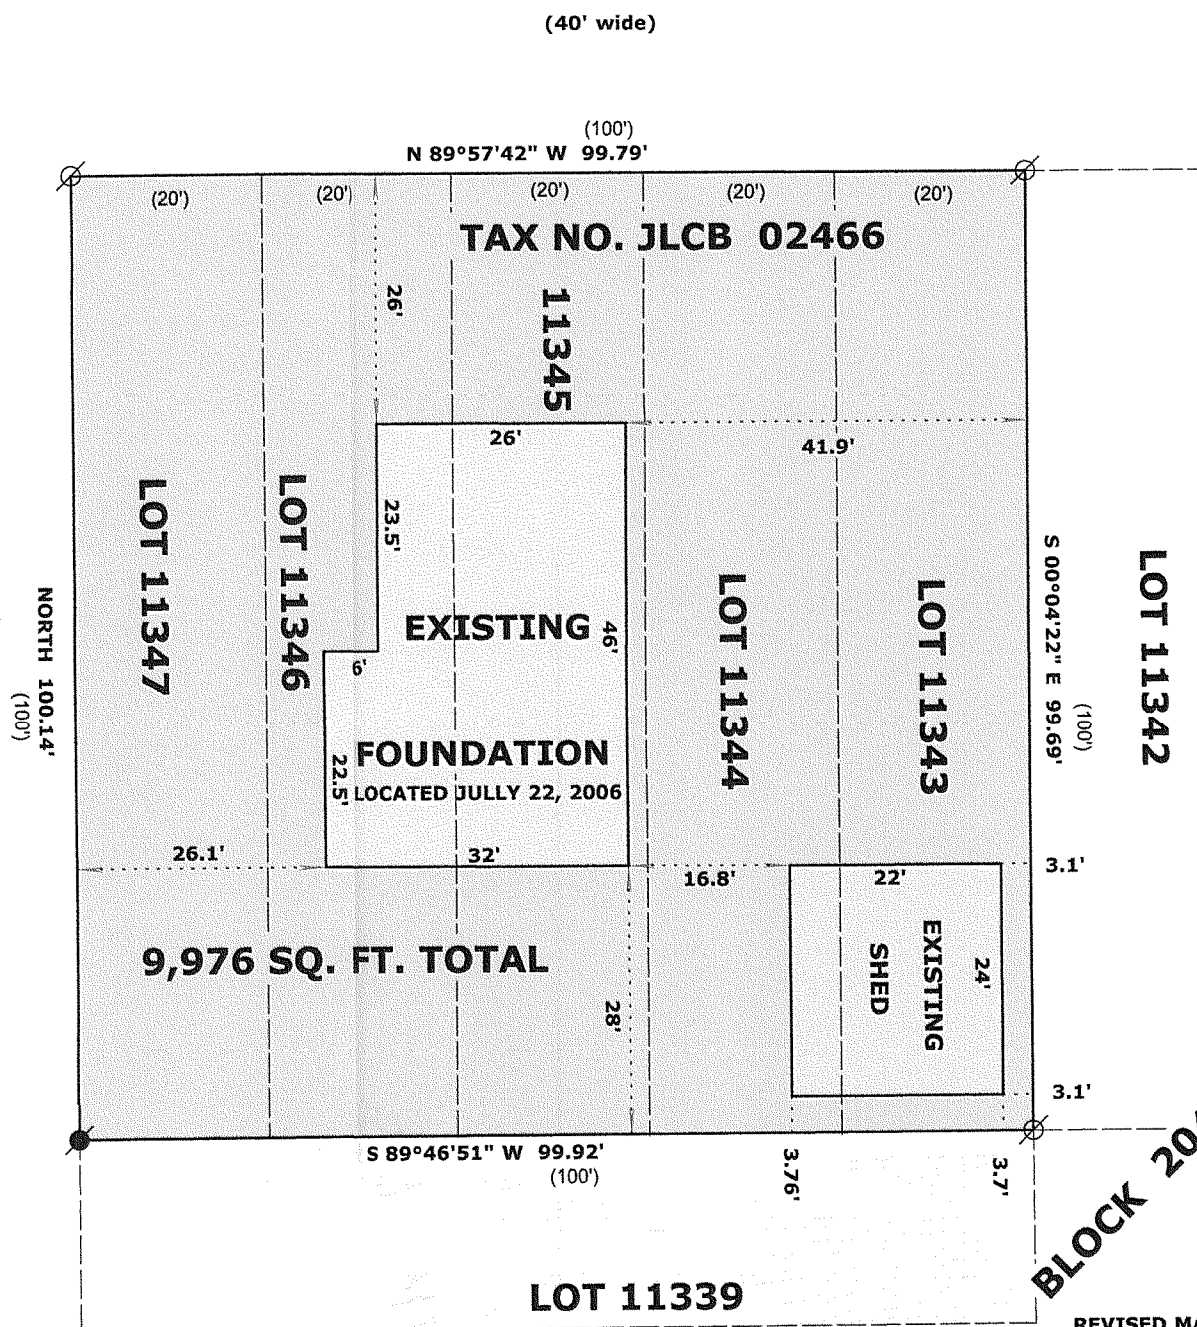 (40' wide)
(100')
N 89°57'42" W 99.79'
(20')
(20')
(20')
(20')
(20')
TAX NO. JLCB 02466
26'
11345
26'
41.9'
LOT 11347
LOT 11346
23.5'
EXISTING
46'
6'
LOT 11344
LOT 11343
S 00°04'22" E 99.69'
(100')
LOT 11342
NORTH 100.14'
(100')
FOUNDATION
22.5'
LOCATED JULLY 22, 2006
26.1'
32'
16.8'
22'
3.1'
EXISTING
SHED
24'
9,976 SQ. FT. TOTAL
28'
3.1'
S 89°46'51" W 99.92'
(100')
3.76'
3.7'
BLOCK 20
LOT 11339
REVISED